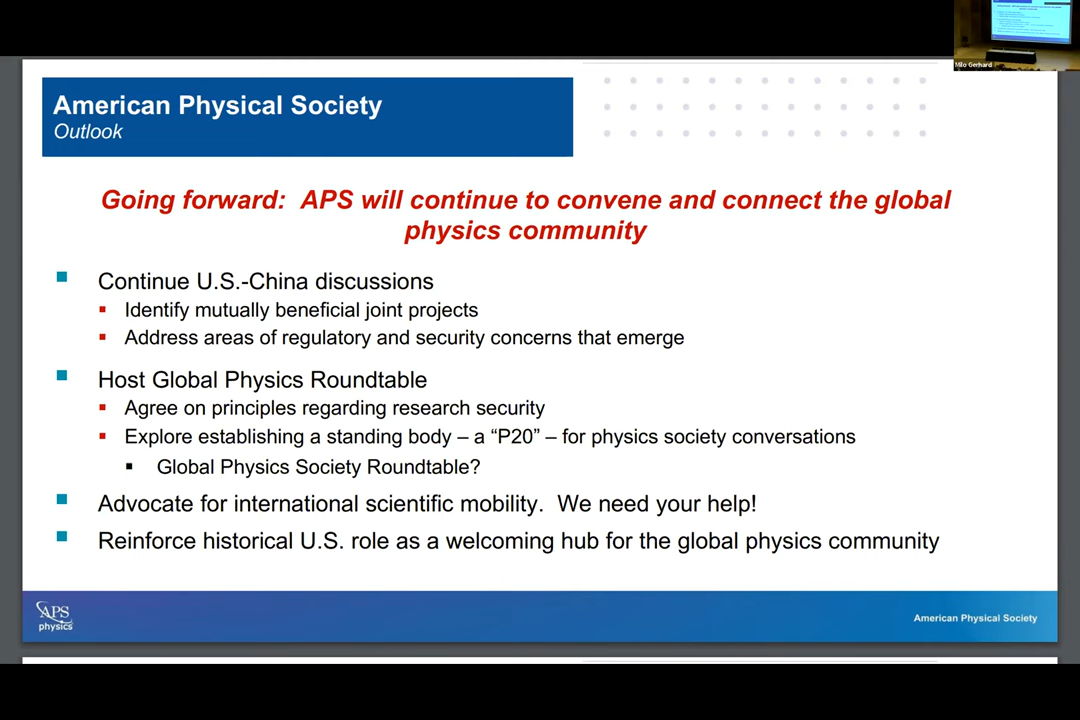 Milo Gerhard
American Physical Society
Outlook
Going forward:  APS will continue to convene and connect the global
physics community
Continue U.S.-China discussions
Identify mutually beneficial joint projects
Address areas of regulatory and security concerns that emerge
Host Global Physics Roundtable
Agree on principles regarding research security
Explore establishing a standing body – a “P20” – for physics society conversations
Global Physics Society Roundtable?
Advocate for international scientific mobility.  We need your help!
Reinforce historical U.S. role as a welcoming hub for the global physics community
APS
physics
American Physical Society